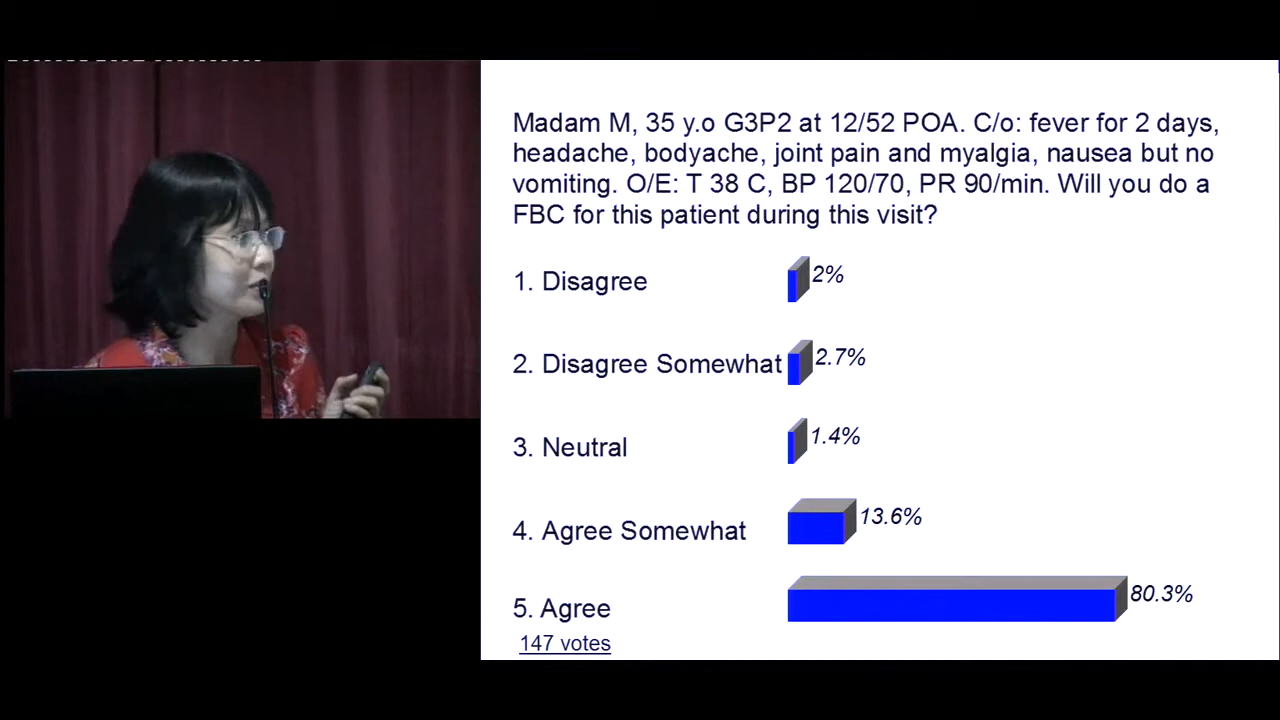 Madam M, 35 y.o G3P2 at 12/52 POA. C/o: fever for 2 days,
headache, bodyache, joint pain and myalgia, nausea but no
vomiting. O/E: T 38 C, BP 120/70, PR 90/min. Will you do a
FBC for this patient during this visit?
1. Disagree 2%
2. Disagree Somewhat 2.7%
3. Neutral 1.4%
4. Agree Somewhat 13.6%
5. Agree 80.3%
147 votes